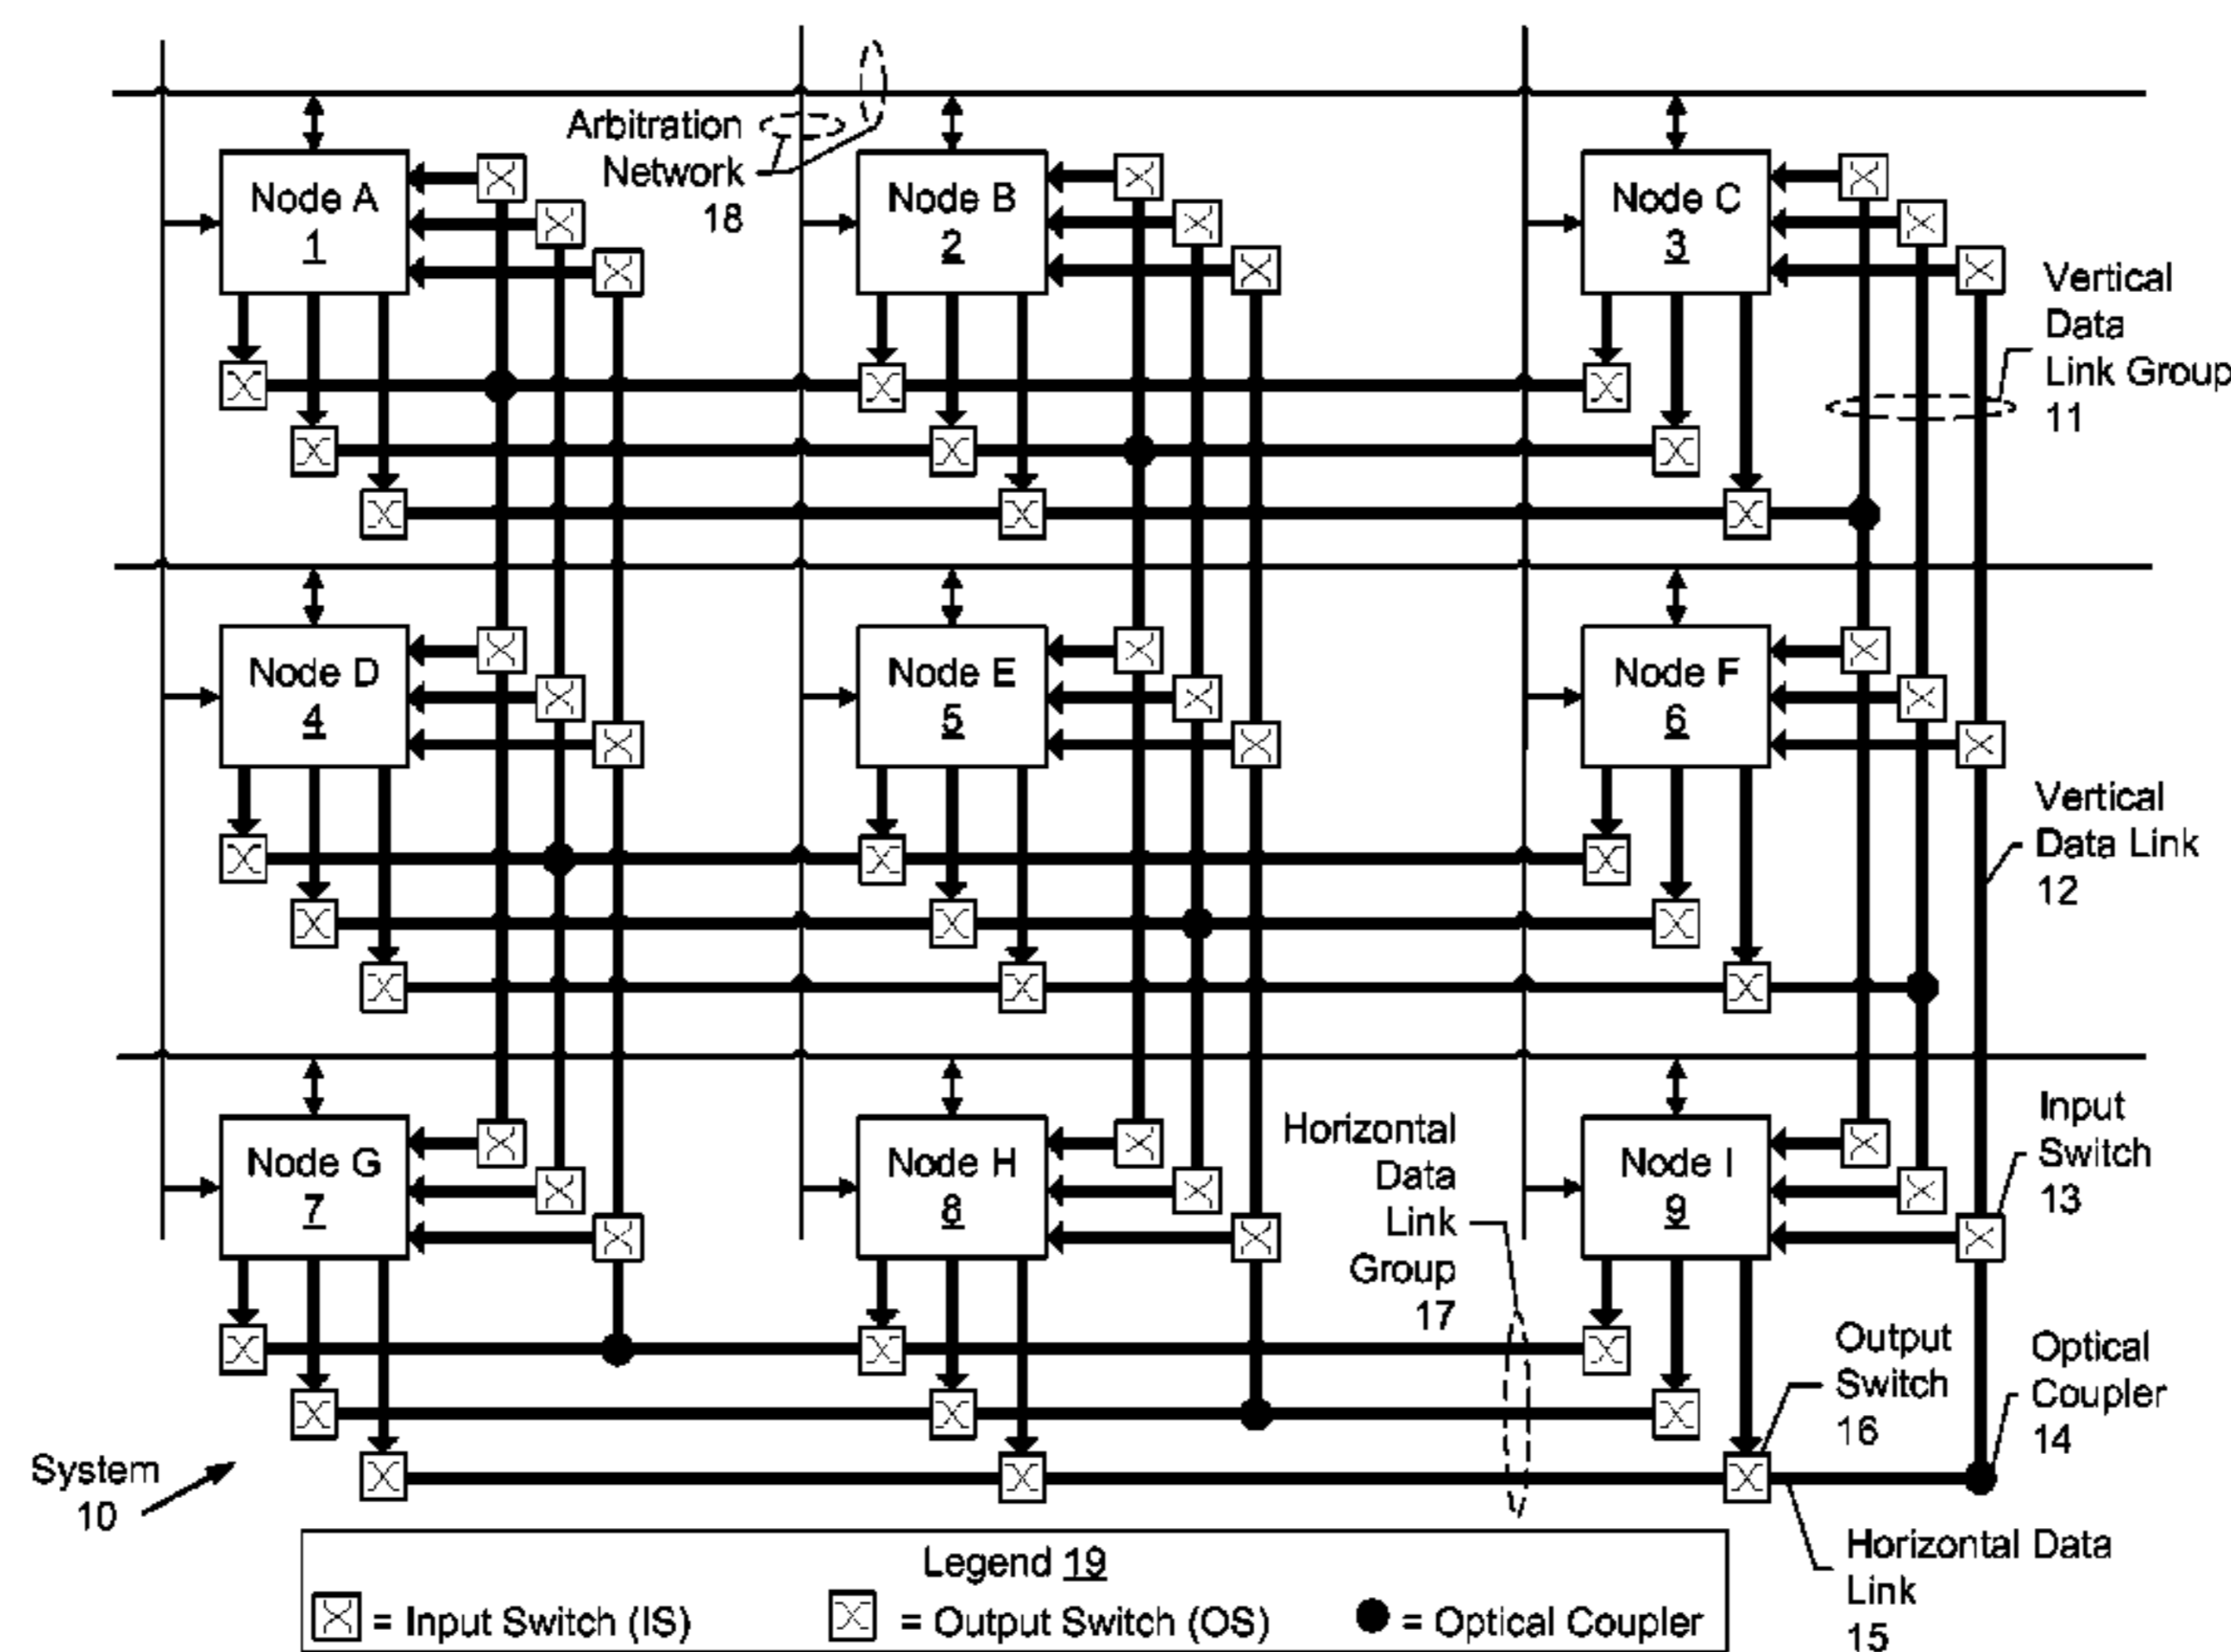 Arbitration
Network
18
Node A
1
Node B
2
Node C
3
Vertical
Data
Link Group
11
Node D
4
Node E
5
Node F
6
Vertical
Data Link
12
Node G
7
Node H
8
Node I
9
Horizontal
Data
Link
Group
17
Input
Switch
13
Output
Switch
16
Optical
Coupler
14
System
10
Horizontal Data
Link
15
Legend 19
= Input Switch (IS)
= Output Switch (OS)
= Optical Coupler